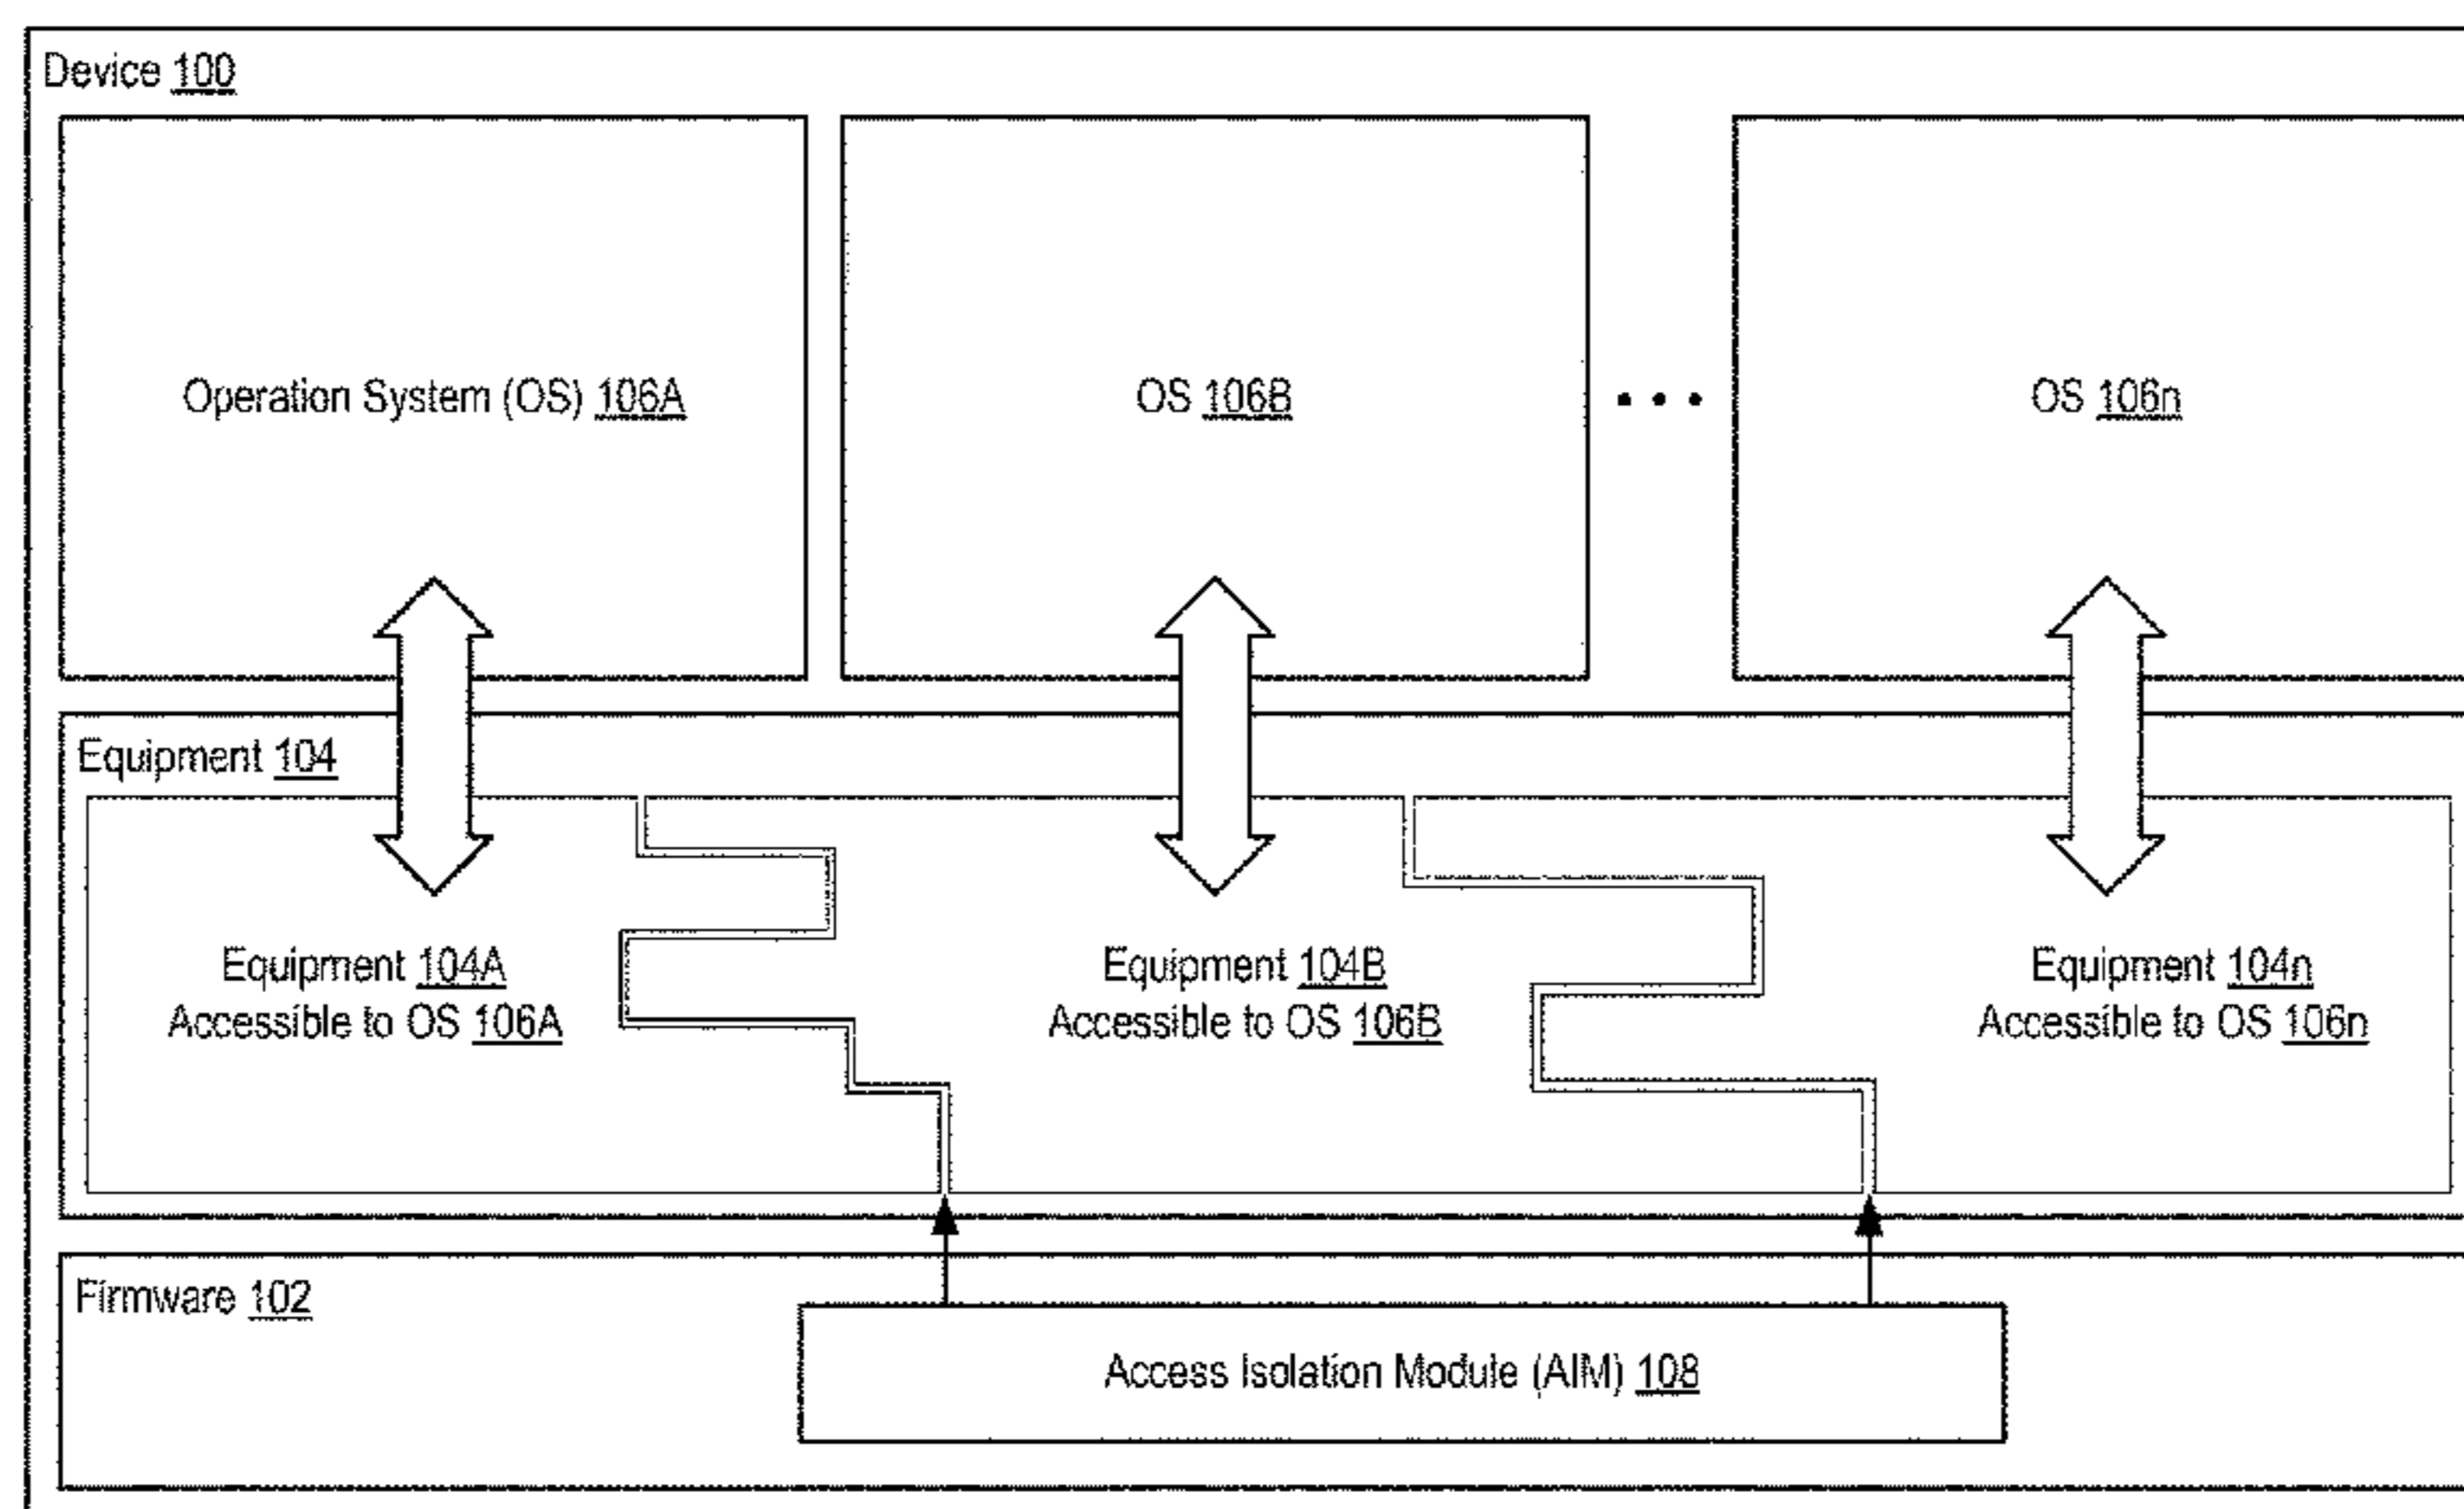 Device 100
Operation System (OS) 106A
OS 106B
• • •
OS 106n
Equipment 104
Equipment 104A
Accessible to OS 106A
Equipment 104B
Accessible to OS 106B
Equipment 104n
Accessible to OS 106n
Firmware 102
Access Isolation Module (AIM) 108